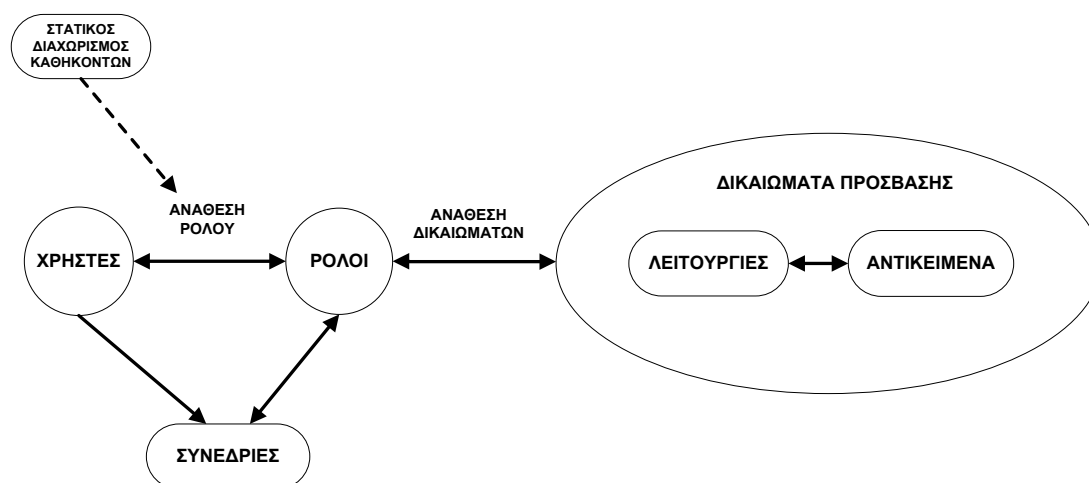 ΣΤΑΤΙΚΟΣ
ΔΙΑΧΩΡΙΣΜΟΣ
ΚΑΘΗΚΟΝΤΩΝ
ΔΙΚΑΙΩΜΑΤΑ ΠΡΟΣΒΑΣΗΣ
ΑΝΑΘΕΣΗ
ΡΟΛΟΥ
ΑΝΑΘΕΣΗ
ΔΙΚΑΙΩΜΑΤΩΝ
ΧΡΗΣΤΕΣ
ΡΟΛΟΙ
ΛΕΙΤΟΥΡΓΙΕΣ
ΑΝΤΙΚΕΙΜΕΝΑ
ΣΥΝΕΔΡΙΕΣ